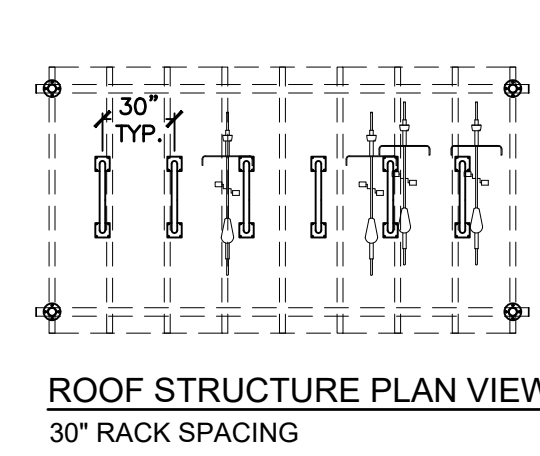 30"
TYP.
ROOF STRUCTURE PLAN VIEW
30" RACK SPACING